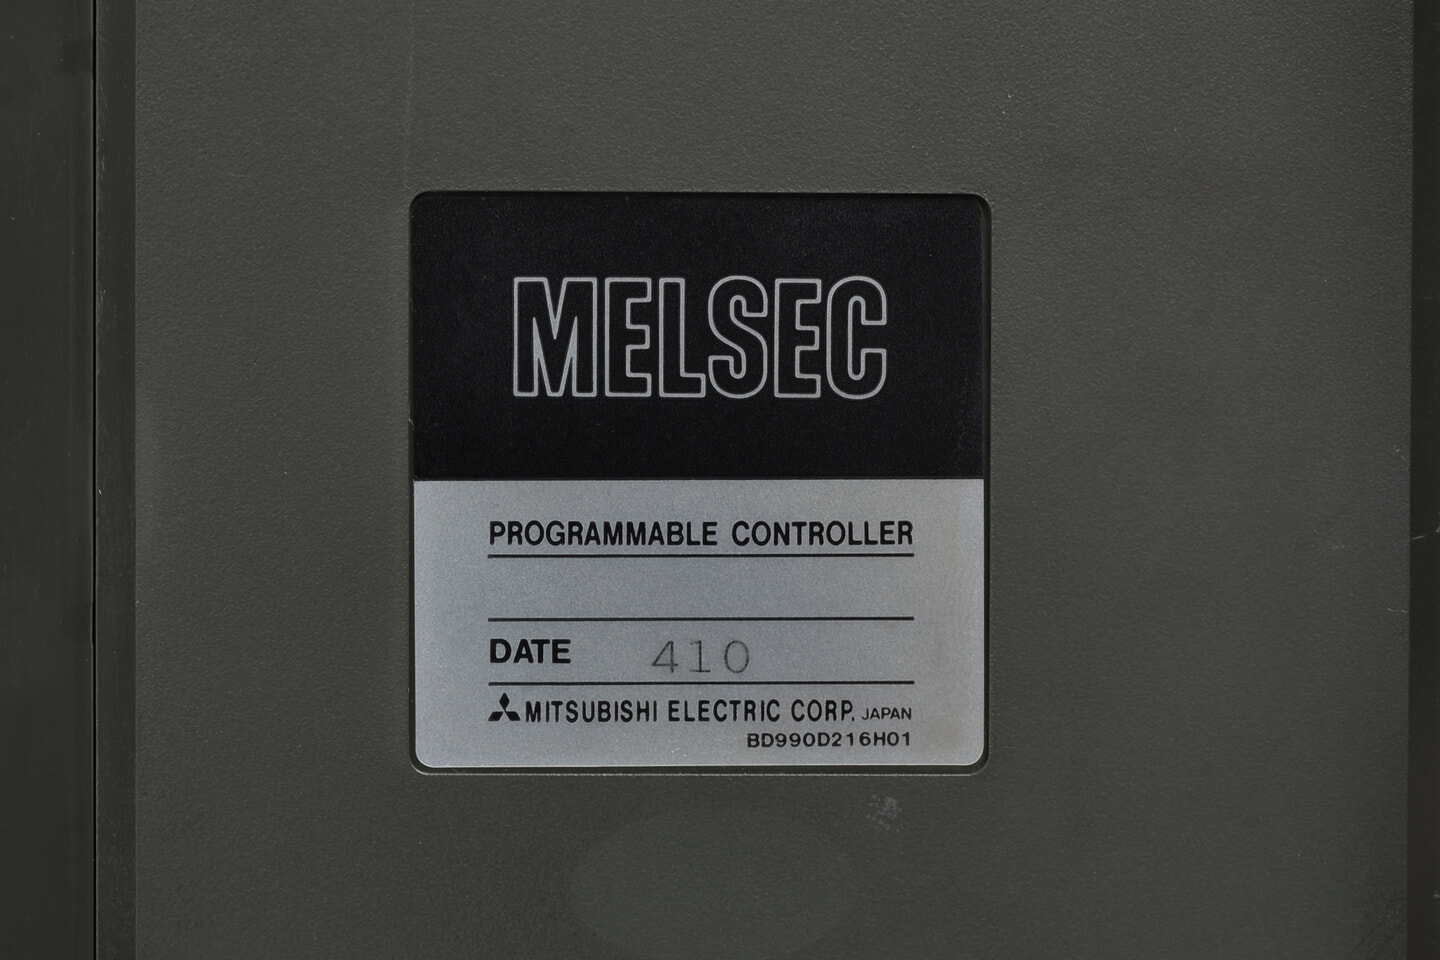 MELSEC
PROGRAMMABLE CONTROLLER
DATE 410
MITSUBISHI ELECTRIC CORP. JAPAN
BD990D216H01